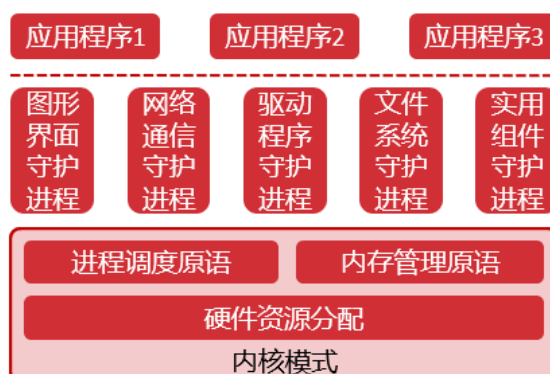 应用程序1
应用程序2
应用程序3
图形
界面
守护
进程
网络
通信
守护
进程
驱动
程序
守护
进程
文件
系统
守护
进程
实用
组件
守护
进程
进程调度原语
内存管理原语
硬件资源分配
内核模式